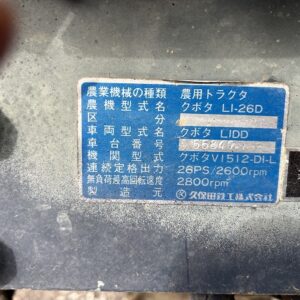 農業機械の種類 農用トラクタ
農機型式名 クボタ L1-26D
区分
車両型式名 クボタ L1DD
車台番号
機関型式 クボタV1512-DI-L
連続定格出力 26PS/2600rpm
無負荷最高回転速度 2800rpm
製造元 久保田鉄工株式会社